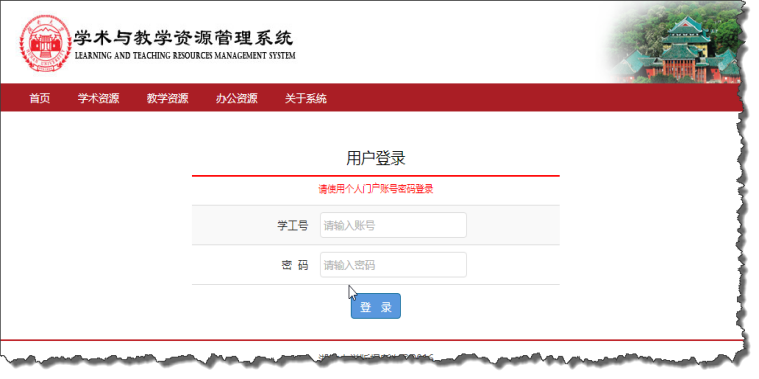 学术与教学资源管理系统
LEARNING AND TEACHING RESOURCES MANAGEMENT SYSTEM
首页 学术资源 教学资源 办公资源 关于系统
用户登录
请使用个人门户账号密码登录
学工号 请输入账号
密 码 请输入密码
登 录